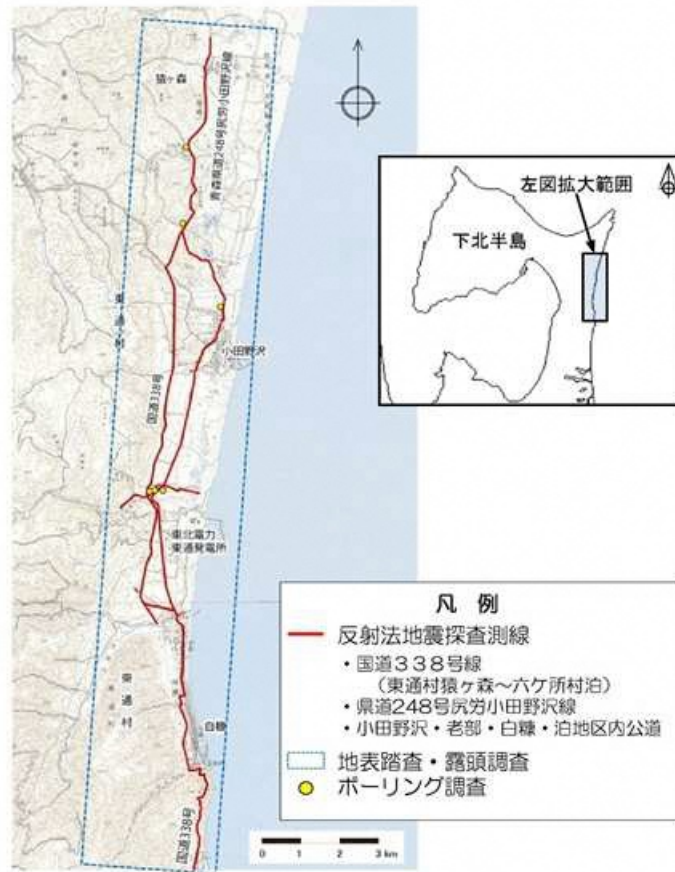 猿ヶ森
青森県道248号尻労小田野沢線
東通村
小田野沢
国道338号
東北電力
東通発電所
東通村
白糠
国道338号
左図拡大範囲
下北半島
凡 例
反射法地震探査測線
・国道338号線
（東通村猿ヶ森～六ケ所村泊）
・県道248号尻労小田野沢線
・小田野沢・老部・白糠・泊地区内公道
地表踏査・露頭調査
ボーリング調査
0 1 2 3 km